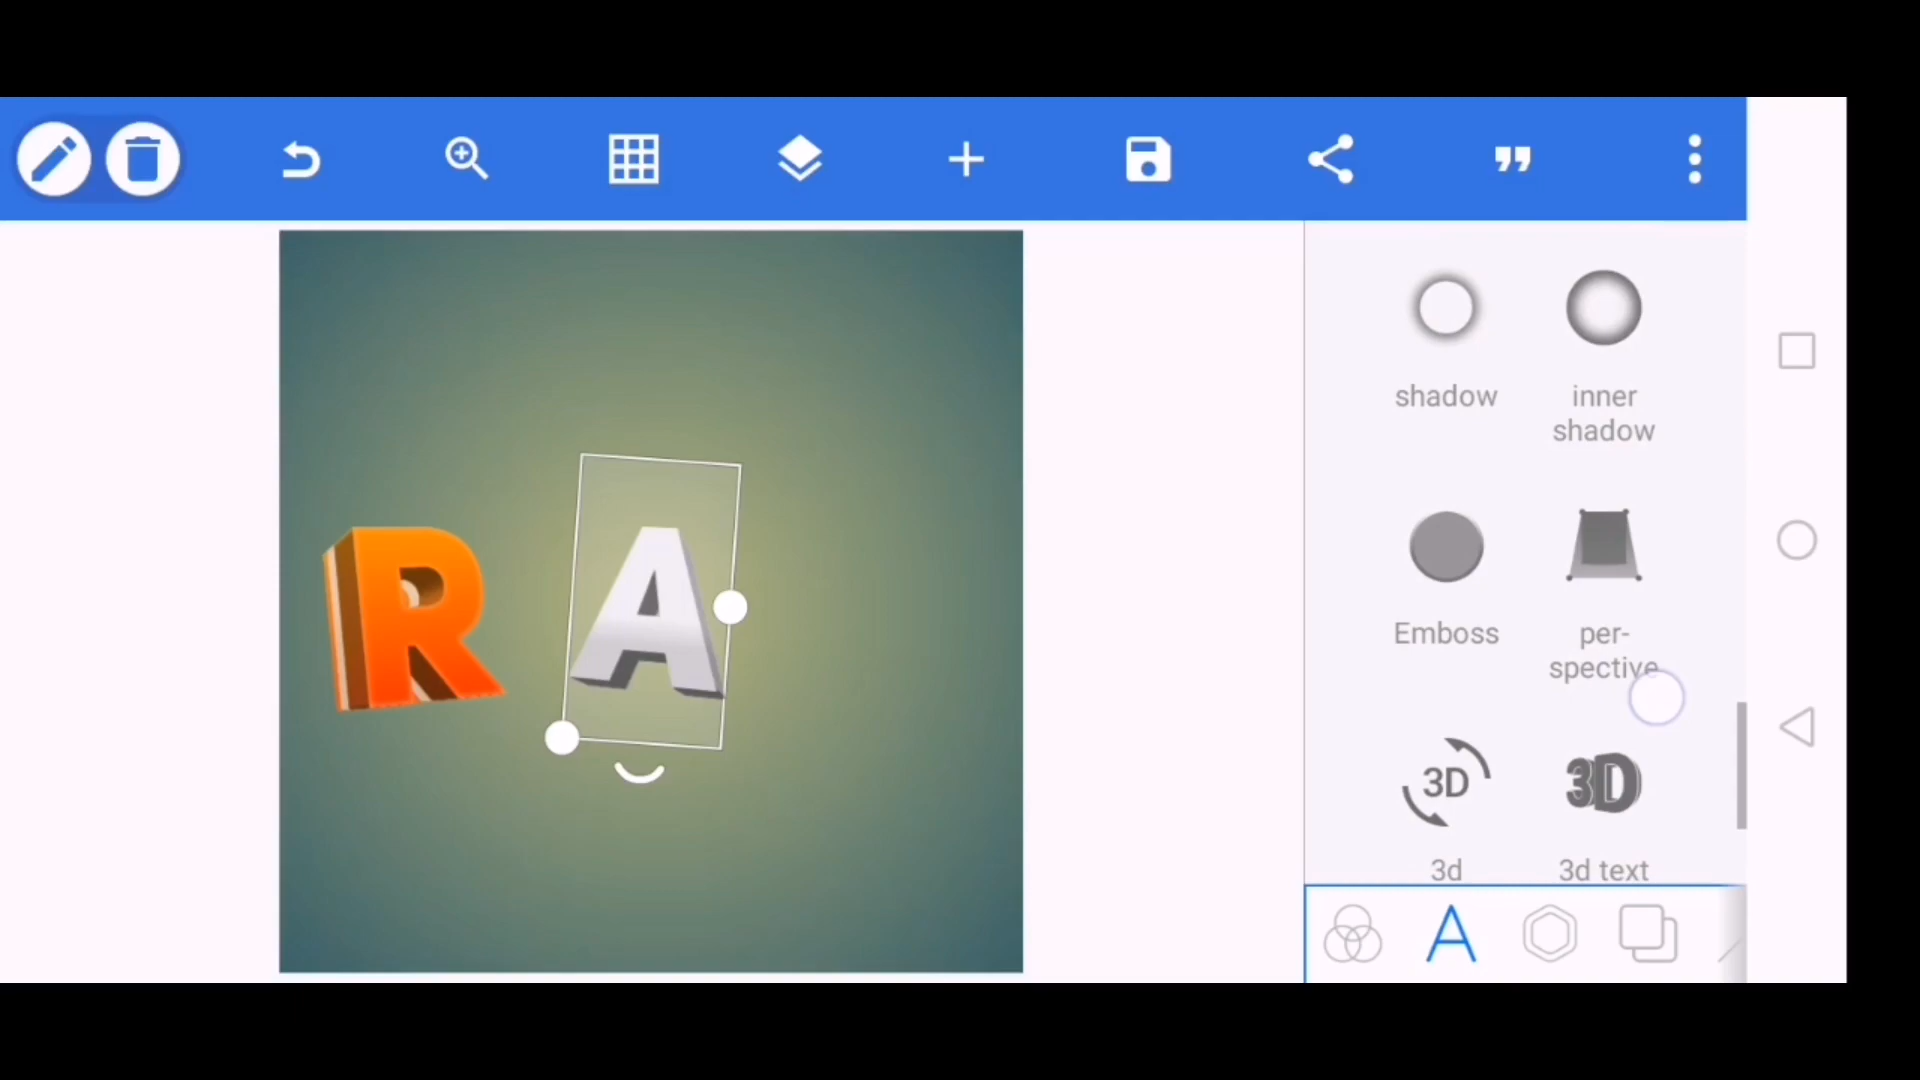 R A
shadow
inner
shadow
Emboss
per-
spective
3D
3D
3d
3d text